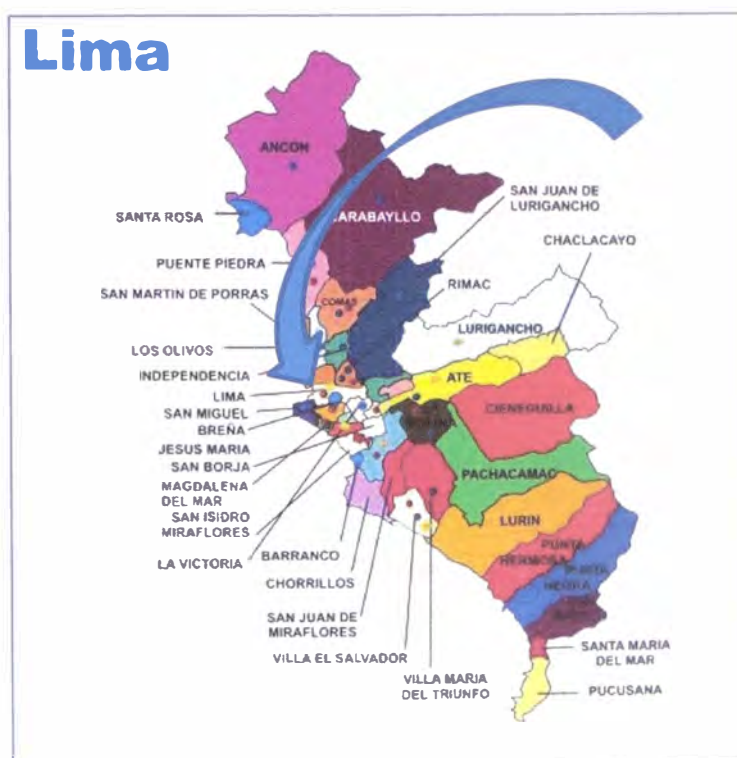 Lima
ANCON
SANTA ROSA
CARABAYLLO
SAN JUAN DE
LURIGANCHO
CHACLACAYO
PUENTE PIEDRA
RIMAC
SAN MARTIN DE PORRAS
COMAS
LURIGANCHO
LOS OLIVOS
INDEPENDENCIA
ATE
LIMA
SAN MIGUEL
CIENEGUILLA
BREÑA
JESUS MARIA
SAN BORJA
PACHACAMAC
MAGDALENA
DEL MAR
SAN ISIDRO
MIRAFLORES
LURIN
LA VICTORIA
BARRANCO
PUNTA
HERMOSA
CHORRILLOS
PUNTA
NEGRA
SAN JUAN DE
MIRAFLORES
VILLA EL SALVADOR
VILLA MARIA
DEL TRIUNFO
SANTA MARIA
DEL MAR
PUCUSANA